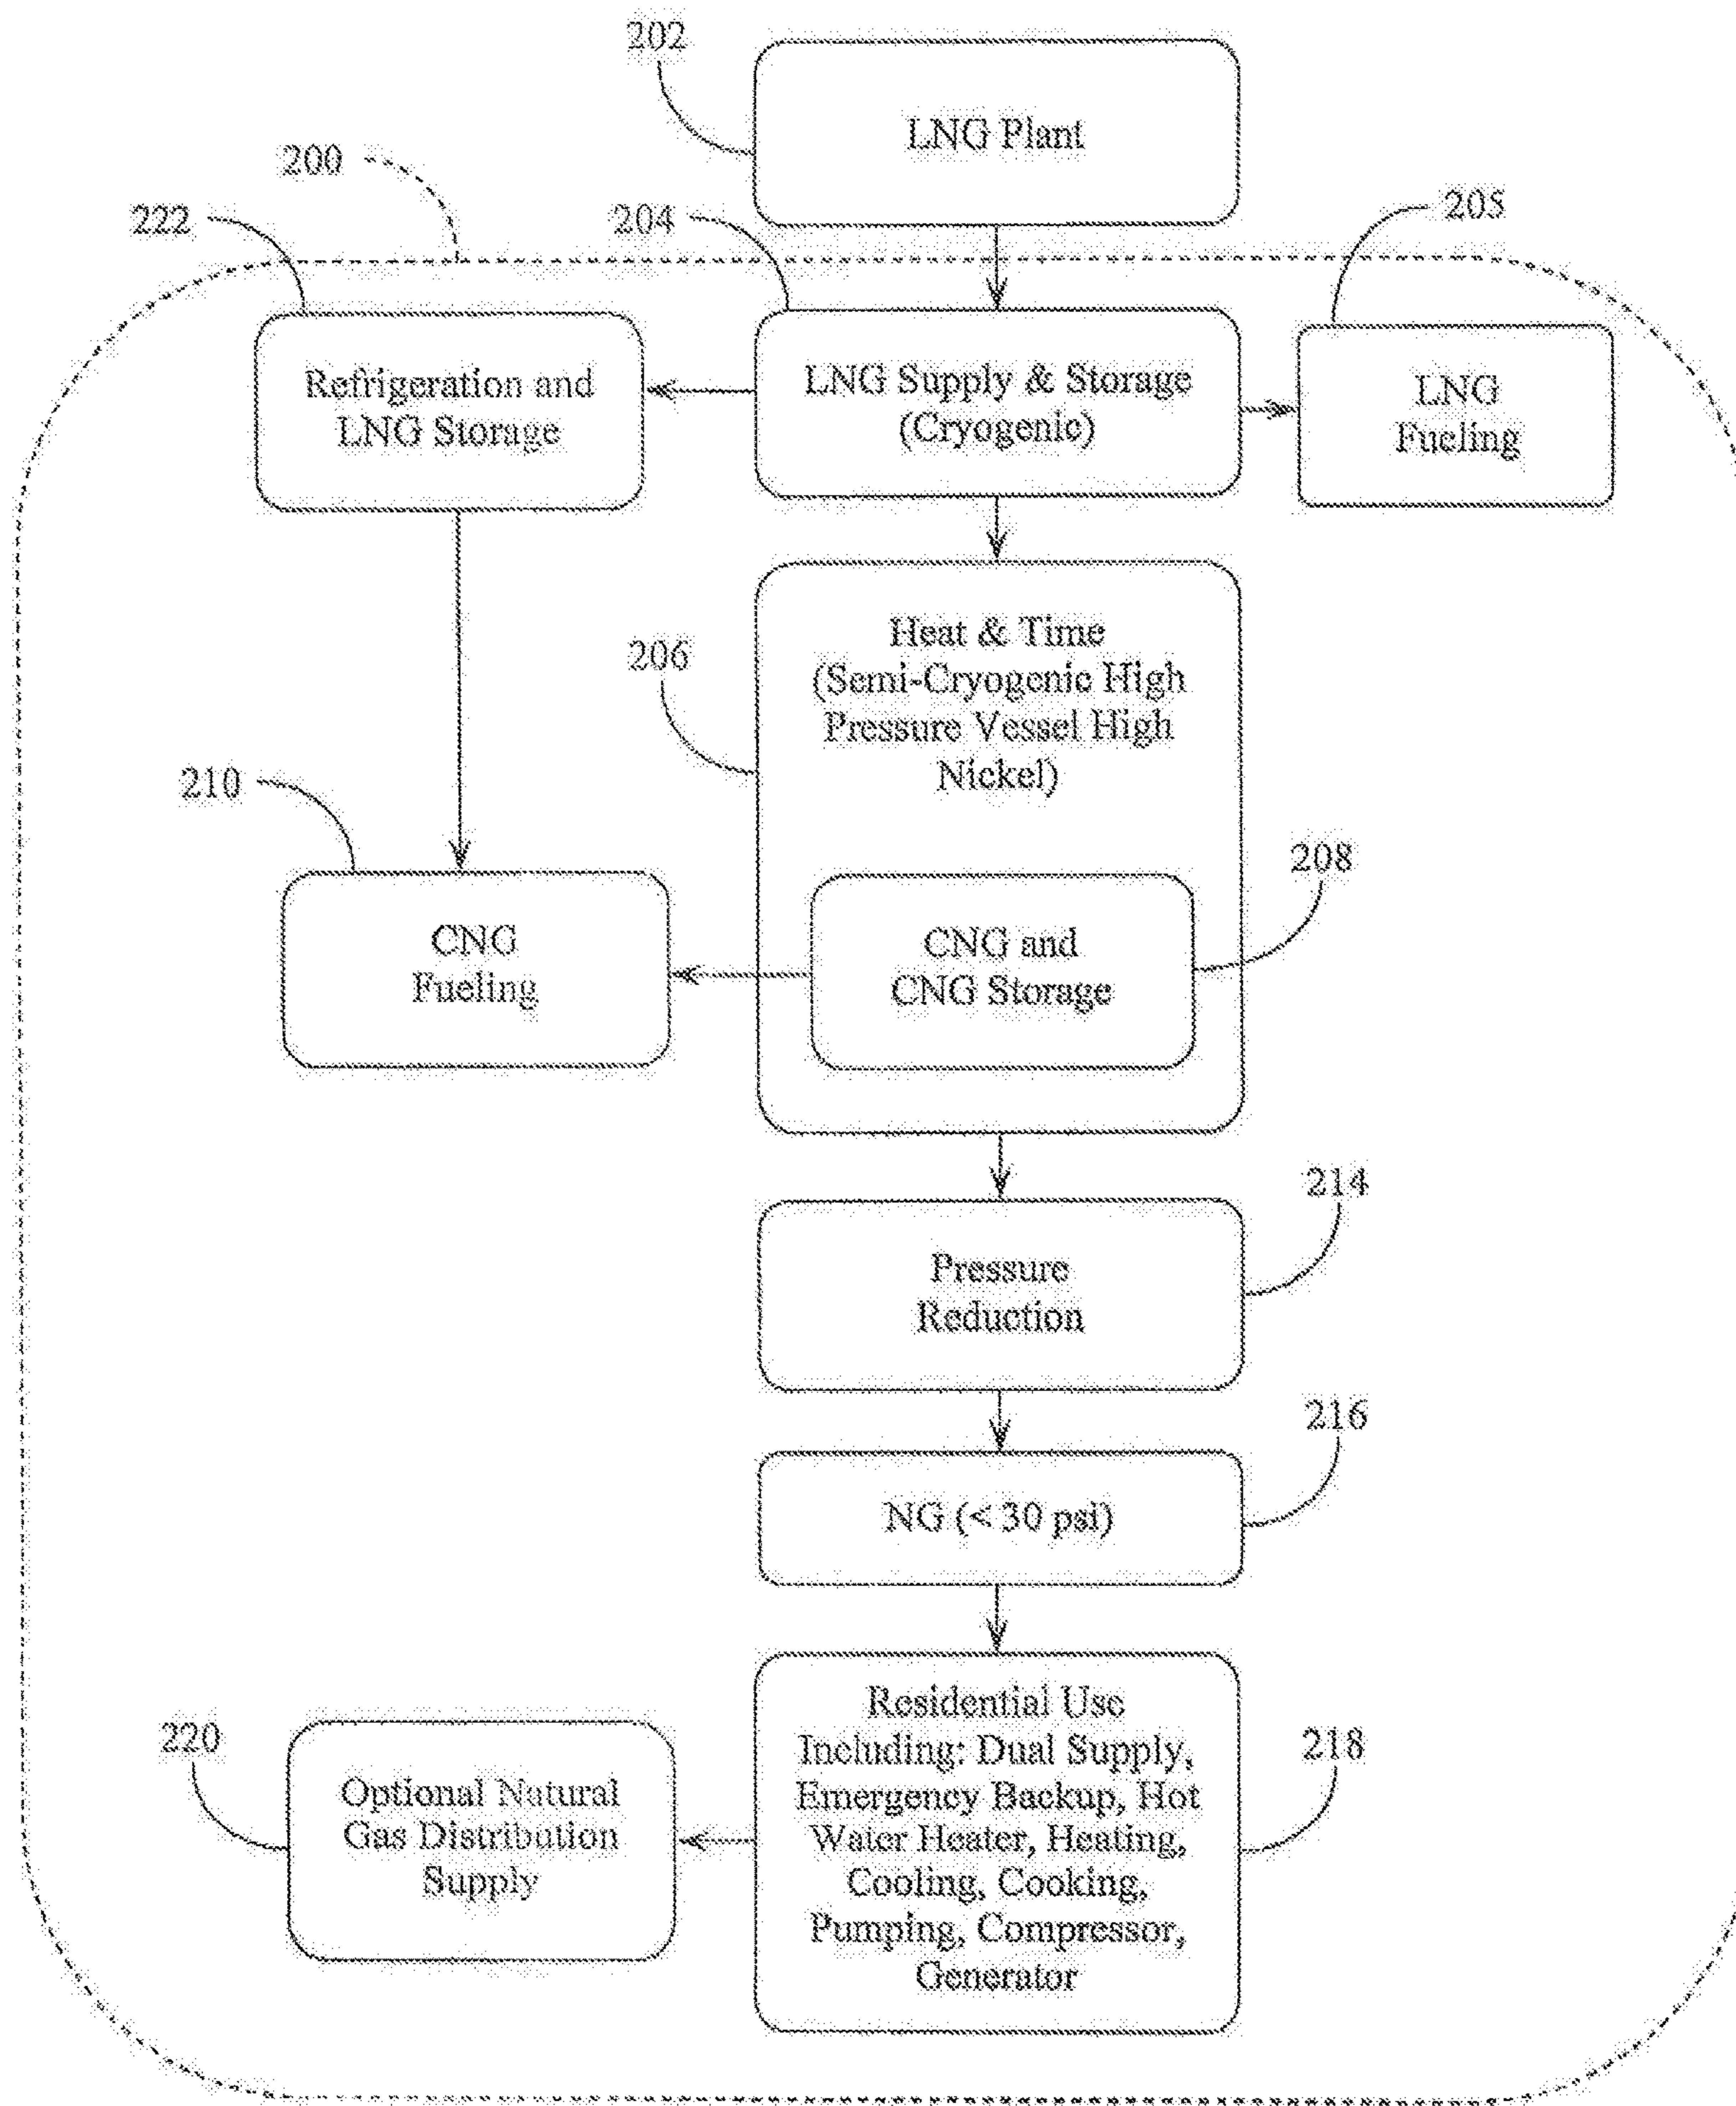 202
LNG Plant
200
222
204
205
Refrigeration and
LNG Storage
LNG Supply & Storage
(Cryogenic)
LNG
Fueling
206
Heat & Time
(Semi-Cryogenic High
Pressure Vessel High
Nickel)
210
208
CNG
Fueling
CNG and
CNG Storage
214
Pressure
Reduction
216
NG (< 30 psi)
220
Optional Natural
Gas Distribution
Supply
Residential Use
Including: Dual Supply,
Emergency Backup, Hot
Water Heater, Heating,
Cooling, Cooking,
Pumping, Compressor,
Generator
218